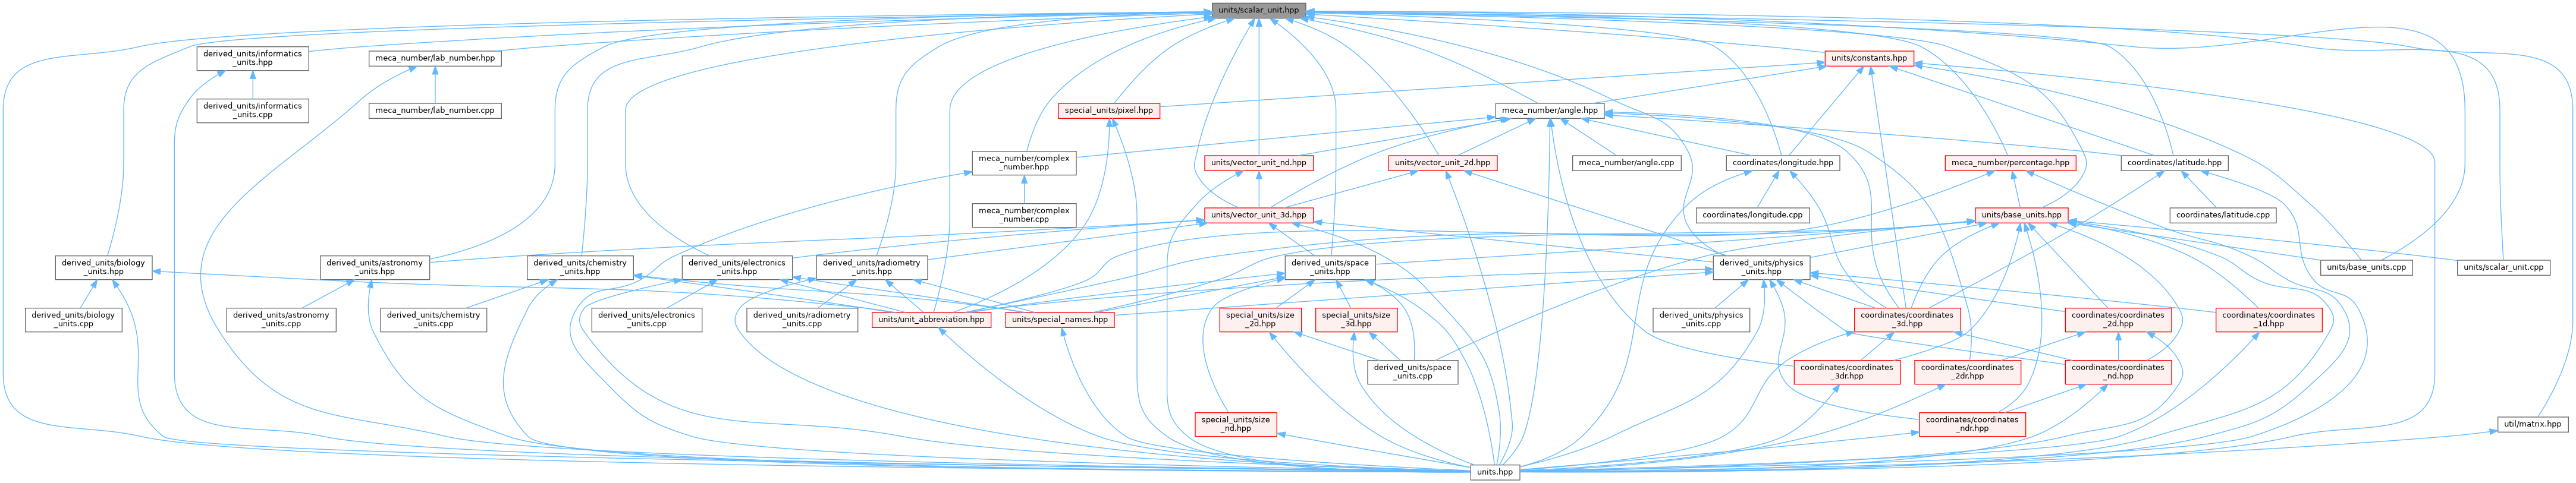 units/scalar_unit.hpp
derived_units/informatics
_units.hpp
meca_number/lab_number.hpp
units/constants.hpp
derived_units/informatics
_units.cpp
meca_number/lab_number.cpp
special_units/pixel.hpp
meca_number/angle.hpp
meca_number/complex
_number.hpp
units/vector_unit_nd.hpp
units/vector_unit_2d.hpp
meca_number/angle.cpp
coordinates/longitude.hpp
meca_number/percentage.hpp
coordinates/latitude.hpp
meca_number/complex
_number.cpp
units/vector_unit_3d.hpp
coordinates/longitude.cpp
units/base_units.hpp
coordinates/latitude.cpp
derived_units/biology
_units.hpp
derived_units/astronomy
_units.hpp
derived_units/chemistry
_units.hpp
derived_units/electronics
_units.hpp
derived_units/radiometry
_units.hpp
derived_units/space
_units.hpp
derived_units/physics
_units.hpp
units/base_units.cpp
units/scalar_unit.cpp
derived_units/biology
_units.cpp
derived_units/astronomy
_units.cpp
derived_units/chemistry
_units.cpp
derived_units/electronics
_units.cpp
derived_units/radiometry
_units.cpp
units/unit_abbreviation.hpp
units/special_names.hpp
special_units/size
_2d.hpp
special_units/size
_3d.hpp
derived_units/physics
_units.cpp
coordinates/coordinates
_3d.hpp
coordinates/coordinates
_2d.hpp
coordinates/coordinates
_1d.hpp
derived_units/space
_units.cpp
coordinates/coordinates
_3dr.hpp
coordinates/coordinates
_2dr.hpp
coordinates/coordinates
_nd.hpp
special_units/size
_nd.hpp
coordinates/coordinates
_ndr.hpp
util/matrix.hpp
units.hpp